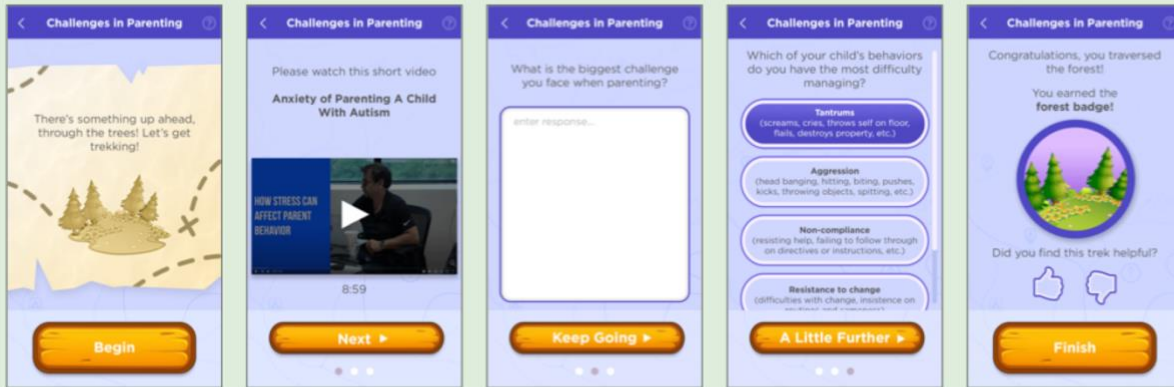 Challenges in Parenting
There's something up ahead,
through the trees! Let's get
trekking!
Begin
Challenges in Parenting
Please watch this short video
Anxiety of Parenting A Child
With Autism
HOW STRESS CAN
AFFECT PARENT
BEHAVIOR
8:59
Next
Challenges in Parenting
What is the biggest challenge
you face when parenting?
enter response...
Keep Going
Challenges in Parenting
Which of your child's behaviors
do you have the most difficulty
managing?
Tantrums
(screams, cries, throws self on floor,
flails, destroys property, etc.)
Aggression
(head banging, hitting, biting, pushes,
kicks, throwing objects, spitting, etc.)
Non-compliance
(resisting help, failing to follow through
on directives or instructions, etc.)
Resistance to change
(difficulties with change, insistence on
A Little Further
Challenges in Parenting
Congratulations, you traversed
the forest!
You earned the
forest badge!
Did you find this trek helpful?
Finish